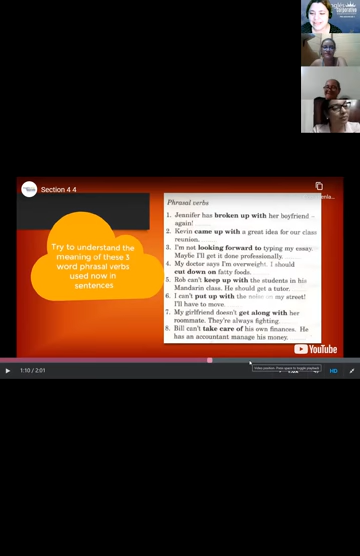 Section 4 4
Try to understand the
meaning of these 3
word phrasal verbs
used now in
sentences
Phrasal verbs
1. Jennifer has broken up with her boyfriend –
again!
2. Kevin came up with a great idea for our class
reunion.
3. I'm not looking forward to typing my essay.
Maybe I'll get it done professionally.
4. My doctor says I'm overweight. I should
cut down on fatty foods.
5. Rob can't keep up with the students in his
Mandarin class. He should get a tutor.
6. I can't put up with the noise on my street!
I'll have to move.
7. My girlfriend doesn't get along with her
roommate. They're always fighting.
8. Bill can't take care of his own finances. He
has an accountant manage his money.
YouTube
1:10 / 2:01
HD